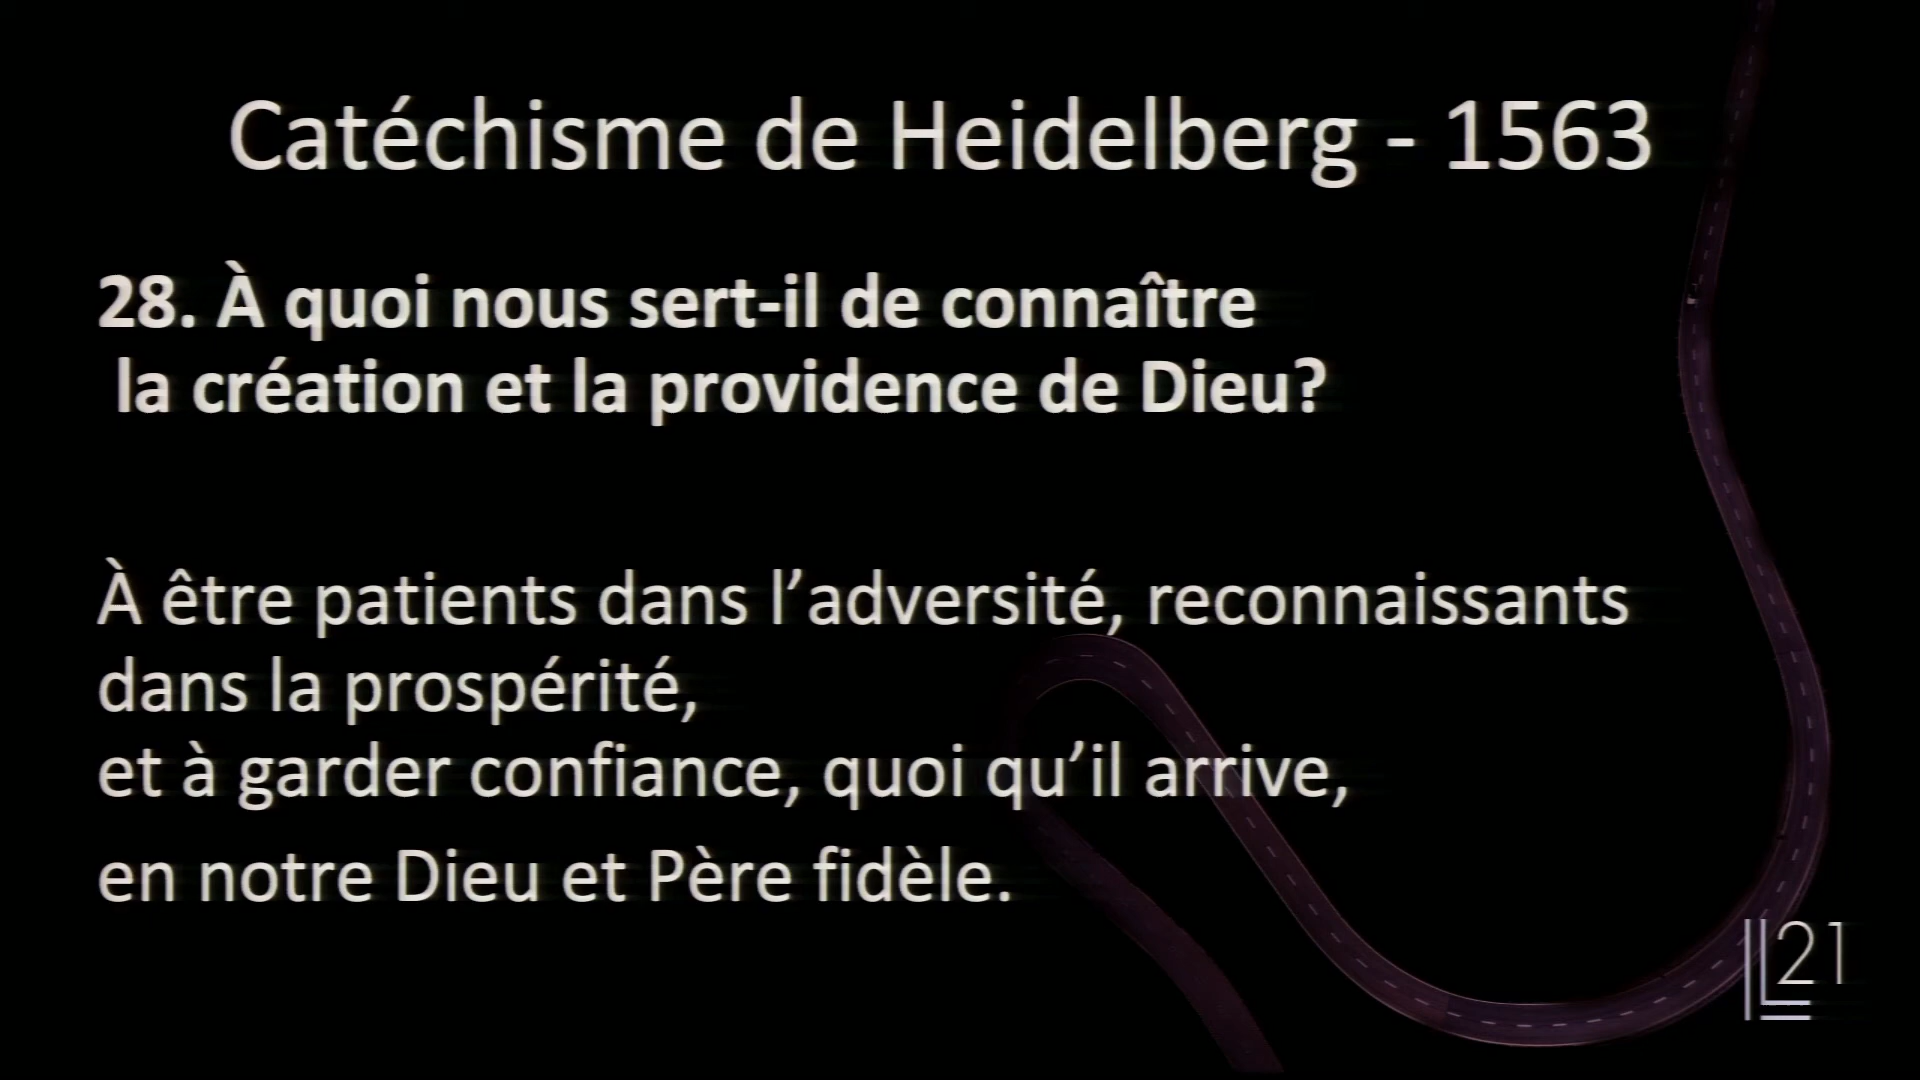 Catéchisme de Heidelberg - 1563
28. À quoi nous sert-il de connaître
la création et la providence de Dieu?
À être patients dans l’adversité, reconnaissants
dans la prospérité,
et à garder confiance, quoi qu’il arrive,
en notre Dieu et Père fidèle.
L21